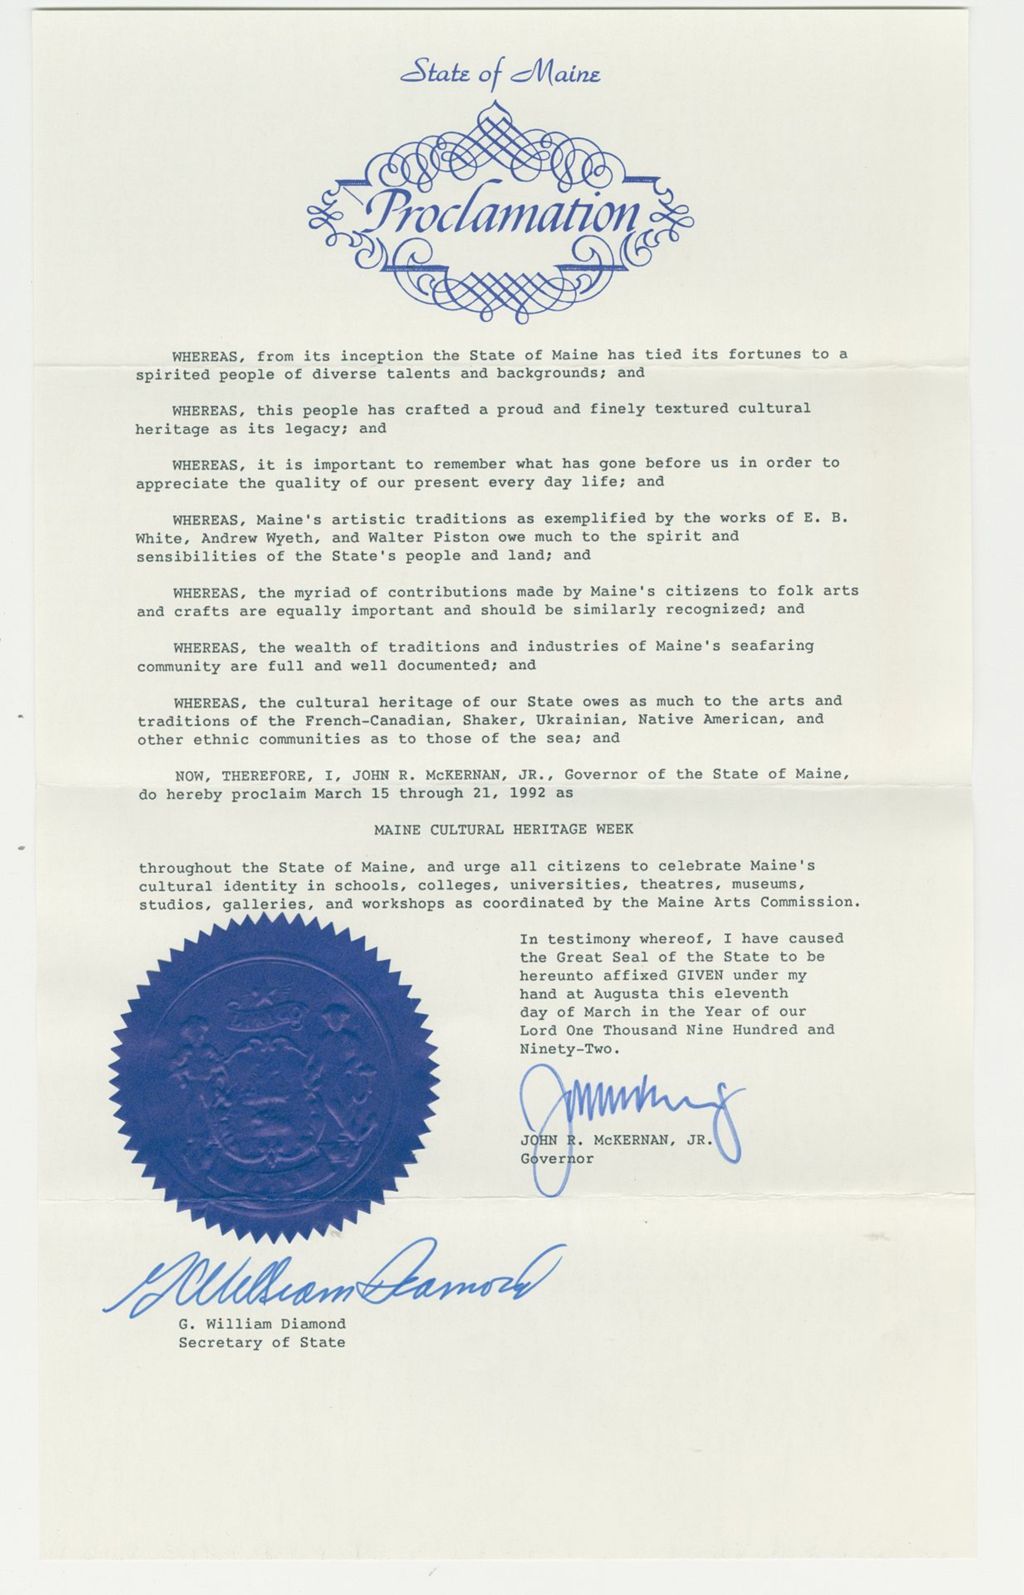 State of Maine
Proclamation
WHEREAS, from its inception the State of Maine has tied its fortunes to a
spirited people of diverse talents and backgrounds; and
WHEREAS, this people has crafted a proud and finely textured cultural
heritage as its legacy; and
WHEREAS, it is important to remember what has gone before us in order to
appreciate the quality of our present every day life; and
WHEREAS, Maine's artistic traditions as exemplified by the works of E. B.
White, Andrew Wyeth, and Walter Piston owe much to the spirit and
sensibilities of the State's people and land; and
WHEREAS, the myriad of contributions made by Maine's citizens to folk arts
and crafts are equally important and should be similarly recognized; and
WHEREAS, the wealth of traditions and industries of Maine's seafaring
community are full and well documented; and
WHEREAS, the cultural heritage of our State owes as much to the arts and
traditions of the French-Canadian, Shaker, Ukrainian, Native American, and
other ethnic communities as to those of the sea; and
NOW, THEREFORE, I, JOHN R. McKERNAN, JR., Governor of the State of Maine,
do hereby proclaim March 15 through 21, 1992 as
MAINE CULTURAL HERITAGE WEEK
throughout the State of Maine, and urge all citizens to celebrate Maine's
cultural identity in schools, colleges, universities, theatres, museums,
studios, galleries, and workshops as coordinated by the Maine Arts Commission.
In testimony whereof, I have caused
the Great Seal of the State to be
hereunto affixed GIVEN under my
hand at Augusta this eleventh
day of March in the Year of our
Lord One Thousand Nine Hundred and
Ninety-Two.
JOHN R. McKERNAN, JR.
Governor
G William Diamond
G. William Diamond
Secretary of State